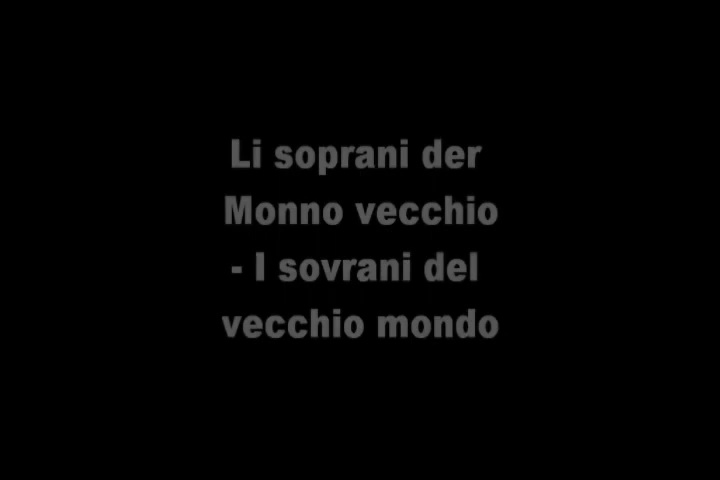 Li soprani der
Monno vecchio
- I sovrani del
vecchio mondo